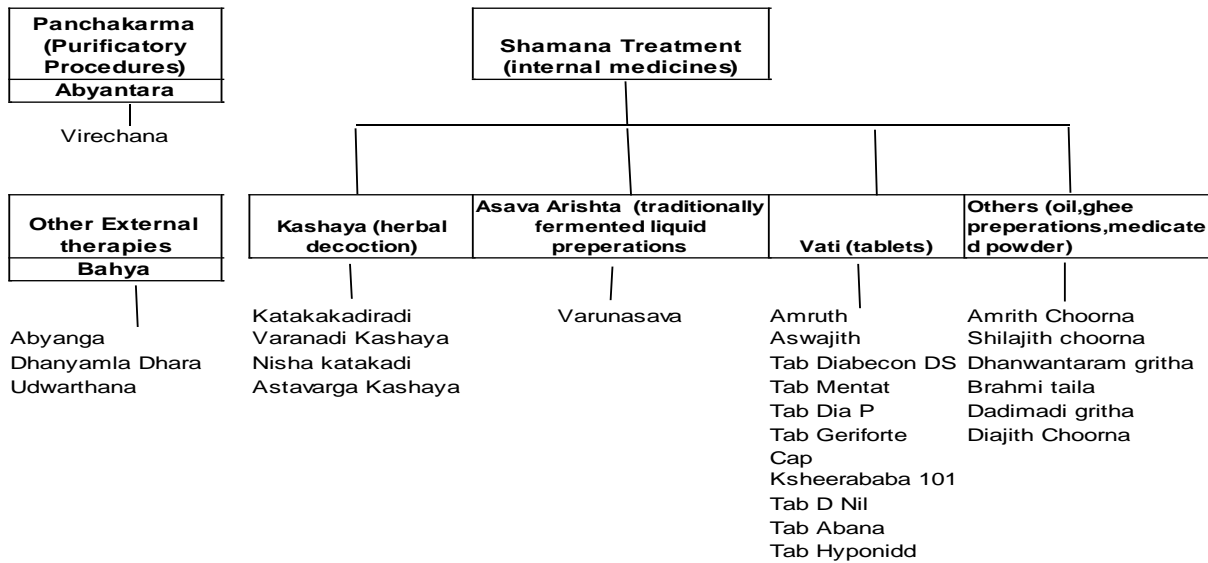 Panchakarma
(Purificatory
Procedures)
Abyantara
Virechana
Shamana Treatment
(internal medicines)
Other External
therapies
Bahya
Abyanga
Dhanyamla Dhara
Udwarthana
Kashaya (herbal
decoction)
Katakakadiradi
Varanadi Kashaya
Nisha katakadi
Astavarga Kashaya
Asava Arishta (traditionally
fermented liquid
preperations
Varunasava
Vati (tablets)
Amruth
Aswajith
Tab Diabecon DS
Tab Mentat
Tab Dia P
Tab Geriforte
Cap
Ksheerababa 101
Tab D Nil
Tab Abana
Tab Hyponidd
Others (oil,ghee
preperations,medicate
d powder)
Amrith Choorna
Shilajith choorna
Dhanwantaram gritha
Brahmi taila
Dadimadi gritha
Diajith Choorna